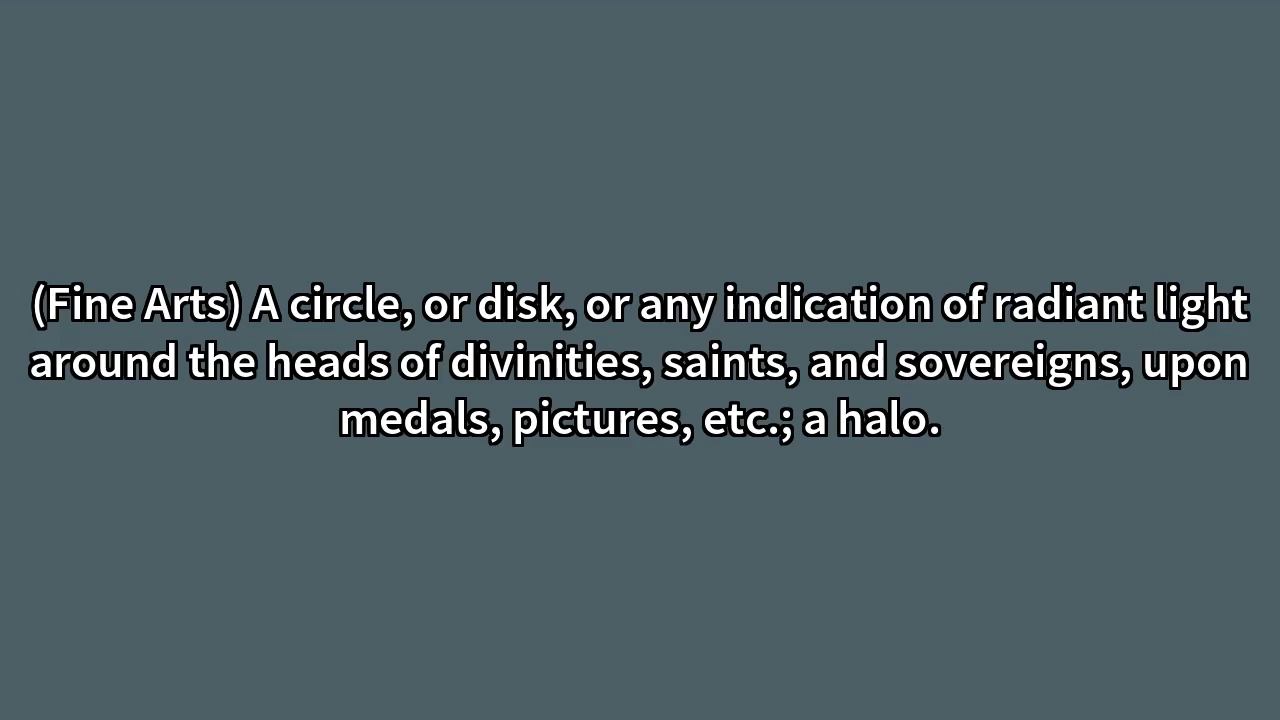 (Fine Arts) A circle, or disk, or any indication of radiant light
around the heads of divinities, saints, and sovereigns, upon
medals, pictures, etc.; a halo.